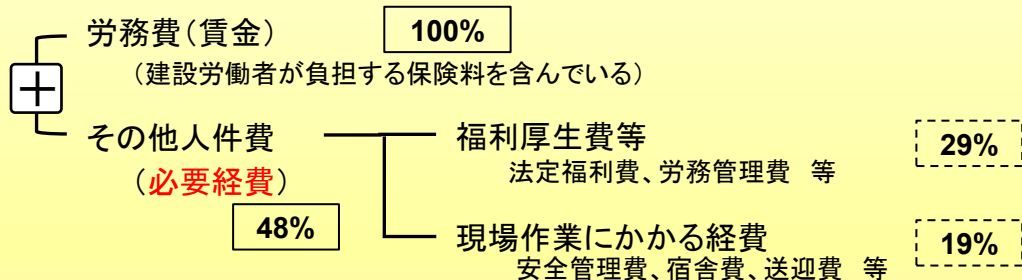 労務費（賃金） 100%
（建設労働者が負担する保険料を含んでいる）
＋
その他人件費 福利厚生費等 29%
（必要経費） 法定福利費、労務管理費　等
48%
現場作業にかかる経費 19%
安全管理費、宿舎費、送迎費　等